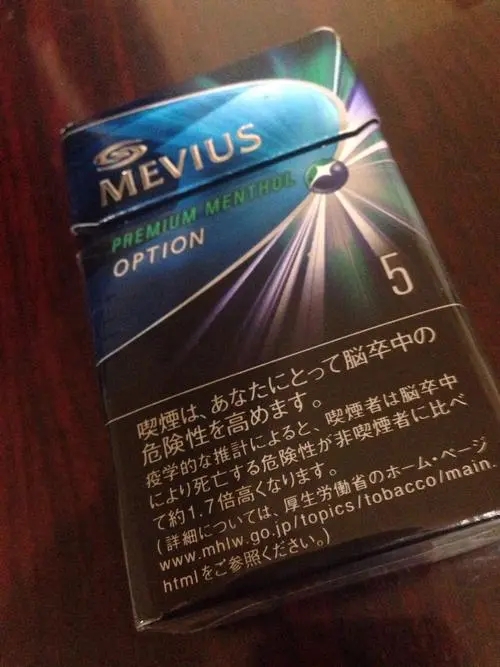 MEVIUS
PREMIUM MENTHOL
OPTION
5
喫煙は、あなたにとって脳卒中の
危険性を高めます。
疫学的な推計によると、喫煙者は脳卒中
により死亡する危険性が非喫煙者に比べ
て約1.7倍高くなります。
(詳細については、厚生労働省のホーム・ページ
www.mhlw.go.jp/topics/tobacco/main.
htmlをご参照ください。)